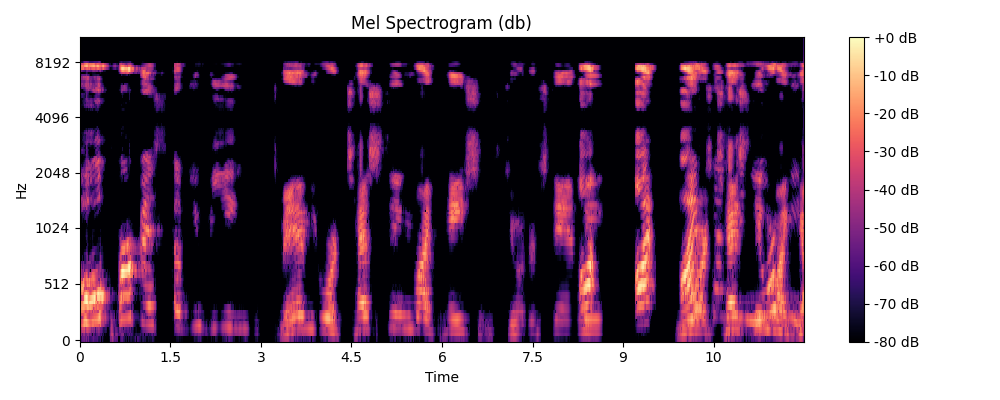 Mel Spectrogram (db)
8192
4096
2048
1024
512
0
Hz
0 1.5 3 4.5 6 7.5 9 10
Time
+0 dB
-10 dB
-20 dB
-30 dB
-40 dB
-50 dB
-60 dB
-70 dB
-80 dB